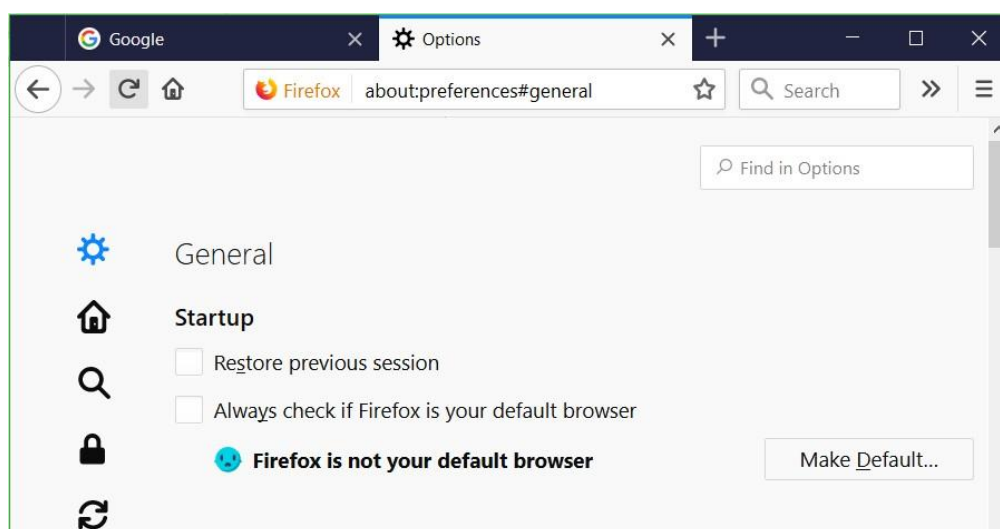 Google
Options
Firefox about:preferences#general
Search
Find in Options
General
Startup
Restore previous session
Always check if Firefox is your default browser
Firefox is not your default browser
Make Default...